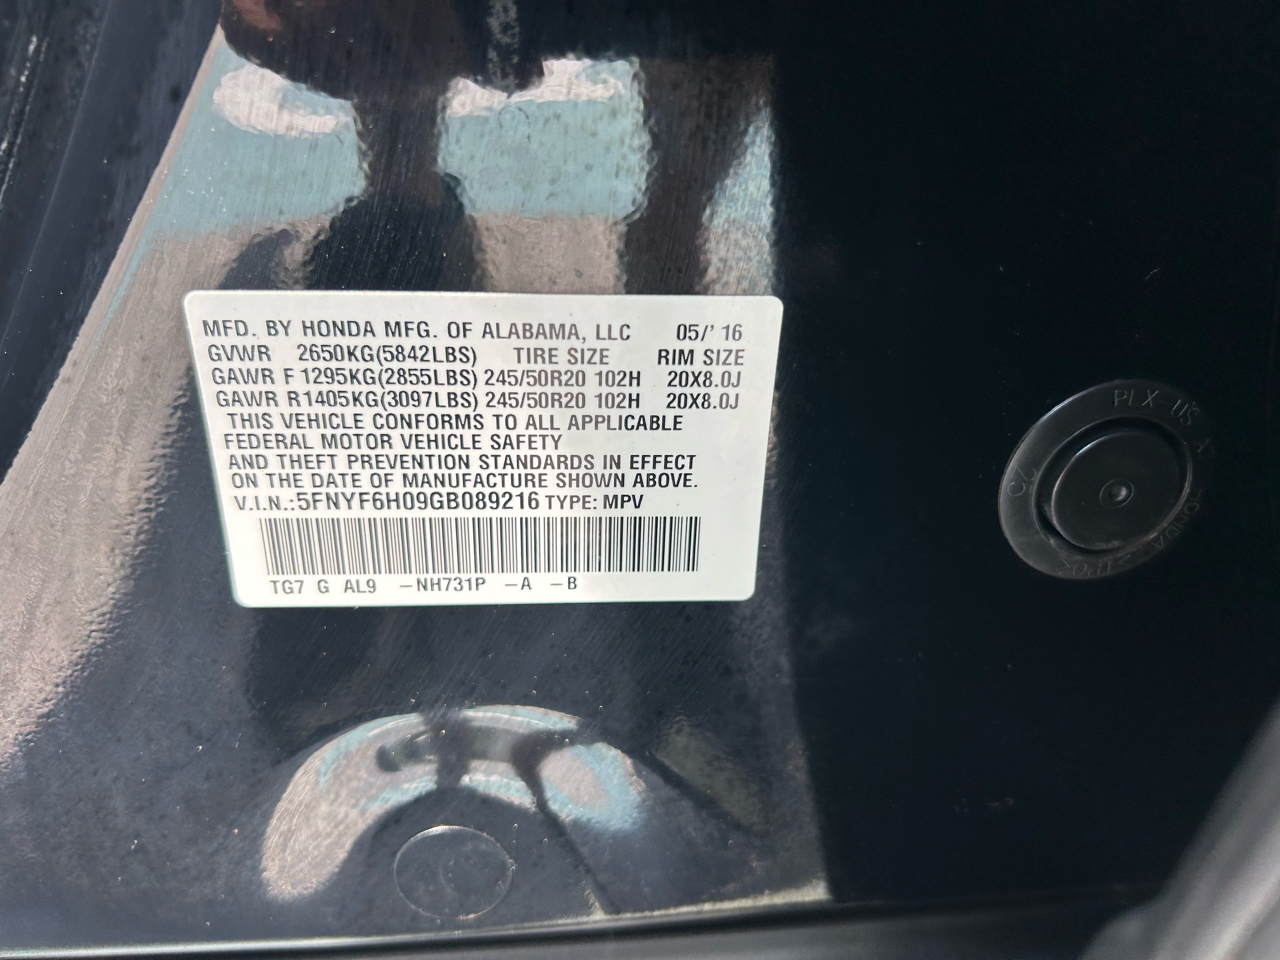 MFD. BY HONDA MFG. OF ALABAMA, LLC 05/' 16
GVWR 2650KG(5842LBS) TIRE SIZE RIM SIZE
GAWR F 1295KG(2855LBS) 245/50R20 102H 20X8.0J
GAWR R1405KG(3097LBS) 245/50R20 102H 20X8.0J
THIS VEHICLE CONFORMS TO ALL APPLICABLE
FEDERAL MOTOR VEHICLE SAFETY
AND THEFT PREVENTION STANDARDS IN EFFECT
ON THE DATE OF MANUFACTURE SHOWN ABOVE.
V.I.N.:5FNYF6H09GB089216 TYPE: MPV
TG7 G AL9 -NH731P -A -B
PLX-US